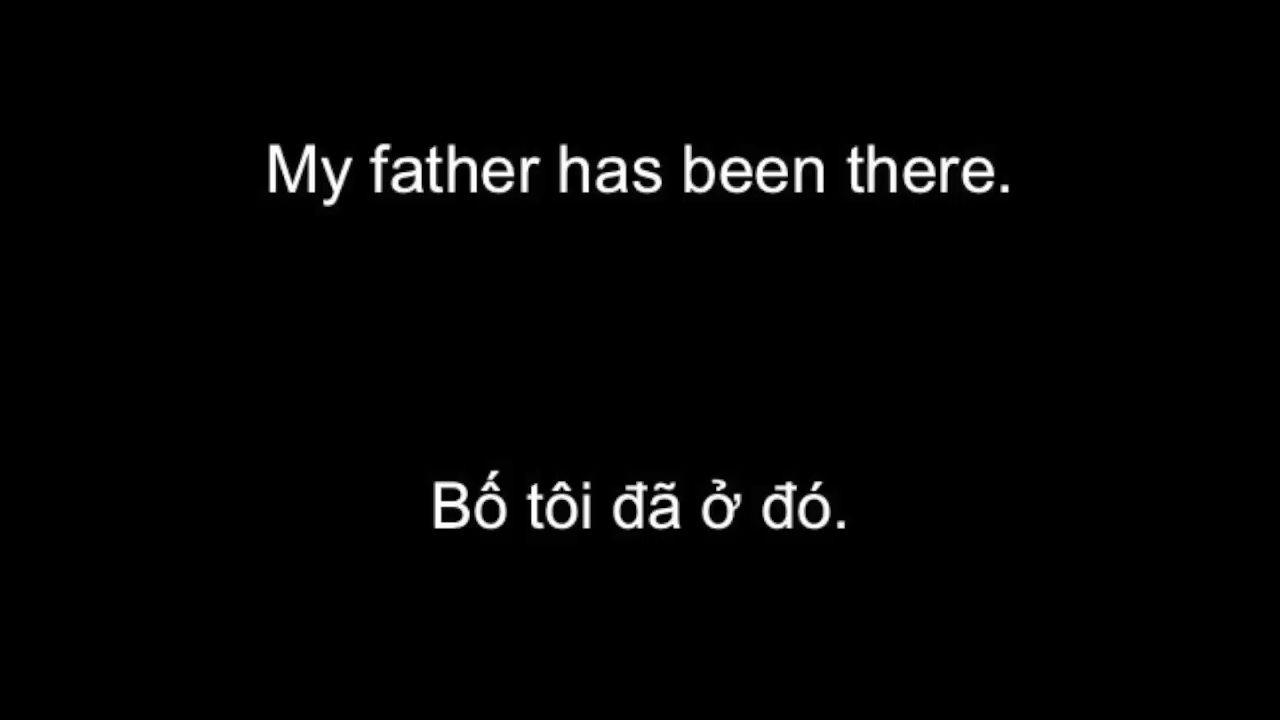 My father has been there.
Bố tôi đã ở đó.